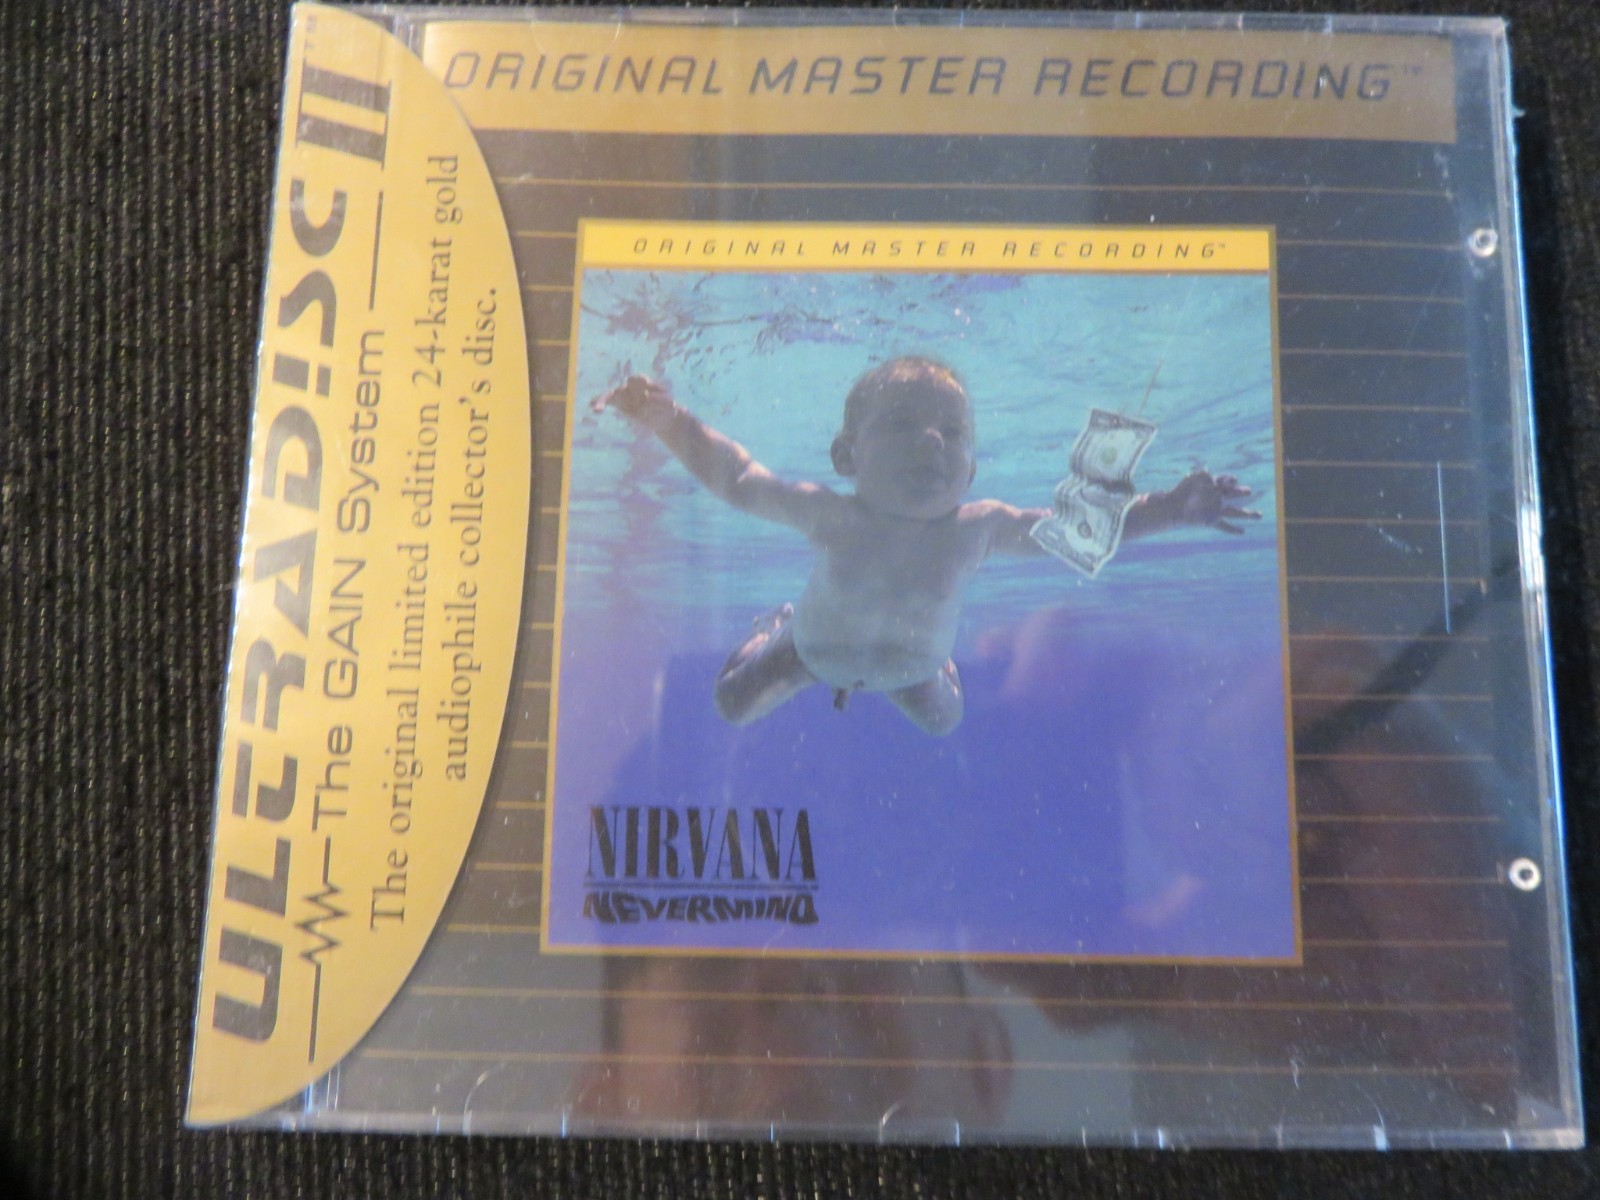 ORIGINAL MASTER RECORDING™
ULTRADISC II™
The GAIN System
The original limited edition 24-karat gold
audiophile collector's disc.
ORIGINAL MASTER RECORDING™
NIRVANA
NEVERMIND